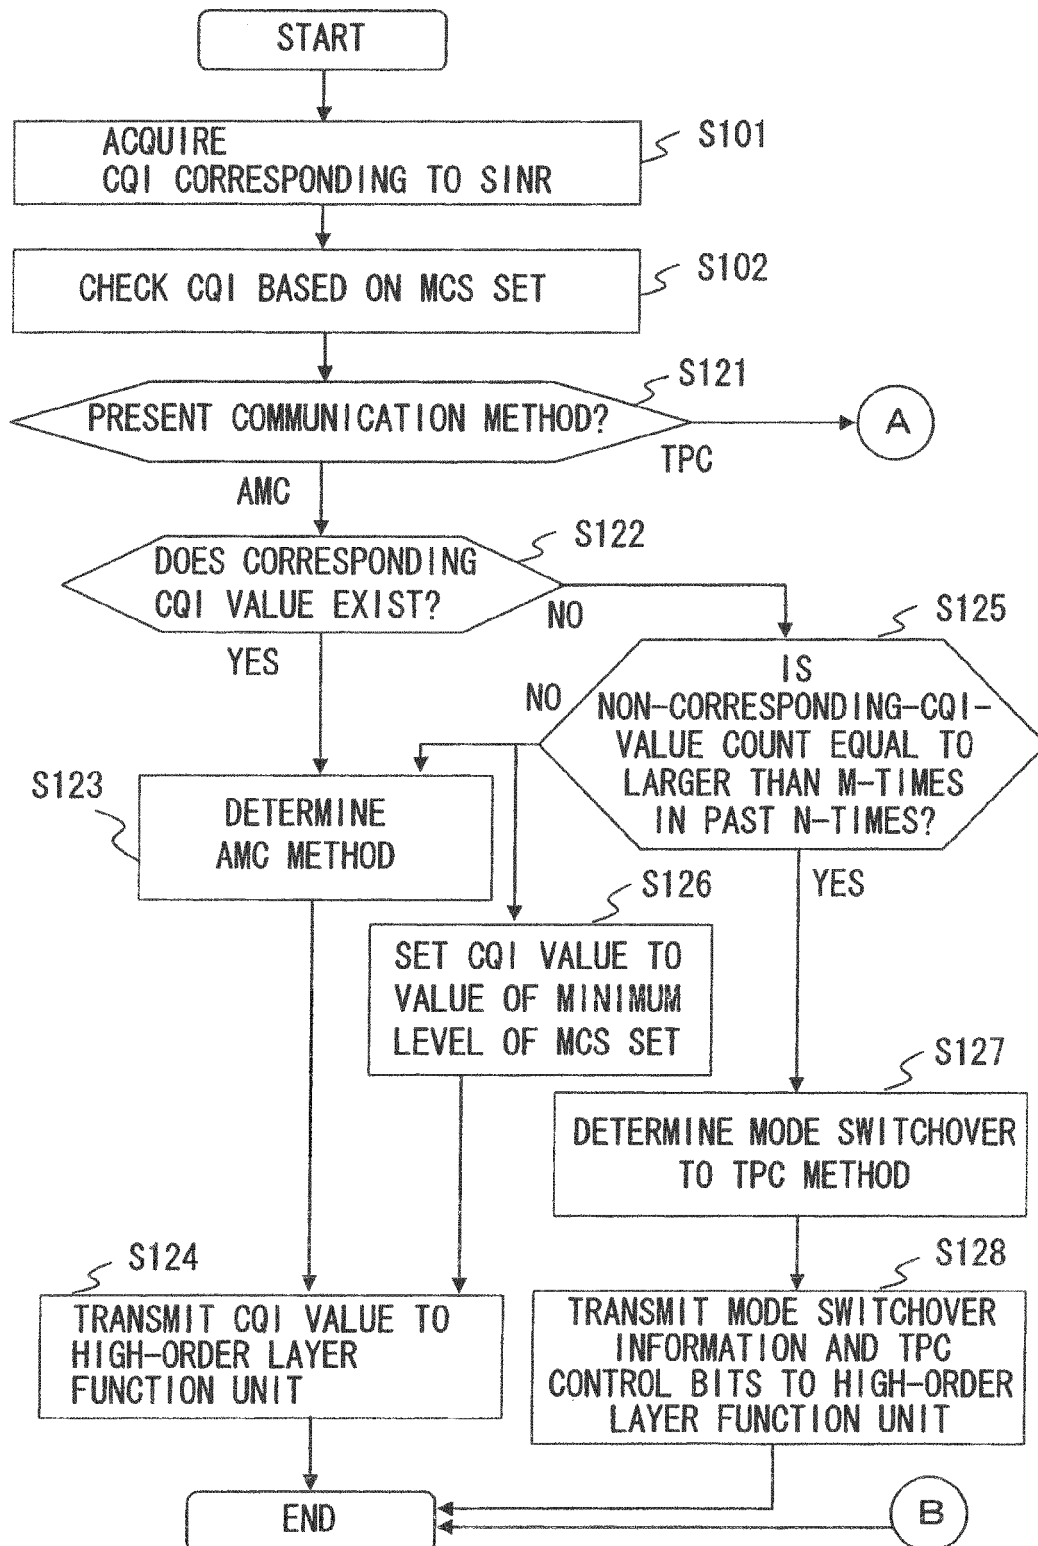 START
S101
ACQUIRE
CQI CORRESPONDING TO SINR
S102
CHECK CQI BASED ON MCS SET
S121
PRESENT COMMUNICATION METHOD?
A
TPC
AMC
S122
DOES CORRESPONDING
CQI VALUE EXIST?
NO
YES
S125
IS
NON-CORRESPONDING-CQI-
VALUE COUNT EQUAL TO
LARGER THAN M-TIMES
IN PAST N-TIMES?
NO
YES
S123
DETERMINE
AMC METHOD
S126
SET CQI VALUE TO
VALUE OF MINIMUM
LEVEL OF MCS SET
S127
DETERMINE MODE SWITCHOVER
TO TPC METHOD
S124
TRANSMIT CQI VALUE TO
HIGH-ORDER LAYER
FUNCTION UNIT
S128
TRANSMIT MODE SWITCHOVER
INFORMATION AND TPC
CONTROL BITS TO HIGH-ORDER
LAYER FUNCTION UNIT
END
B